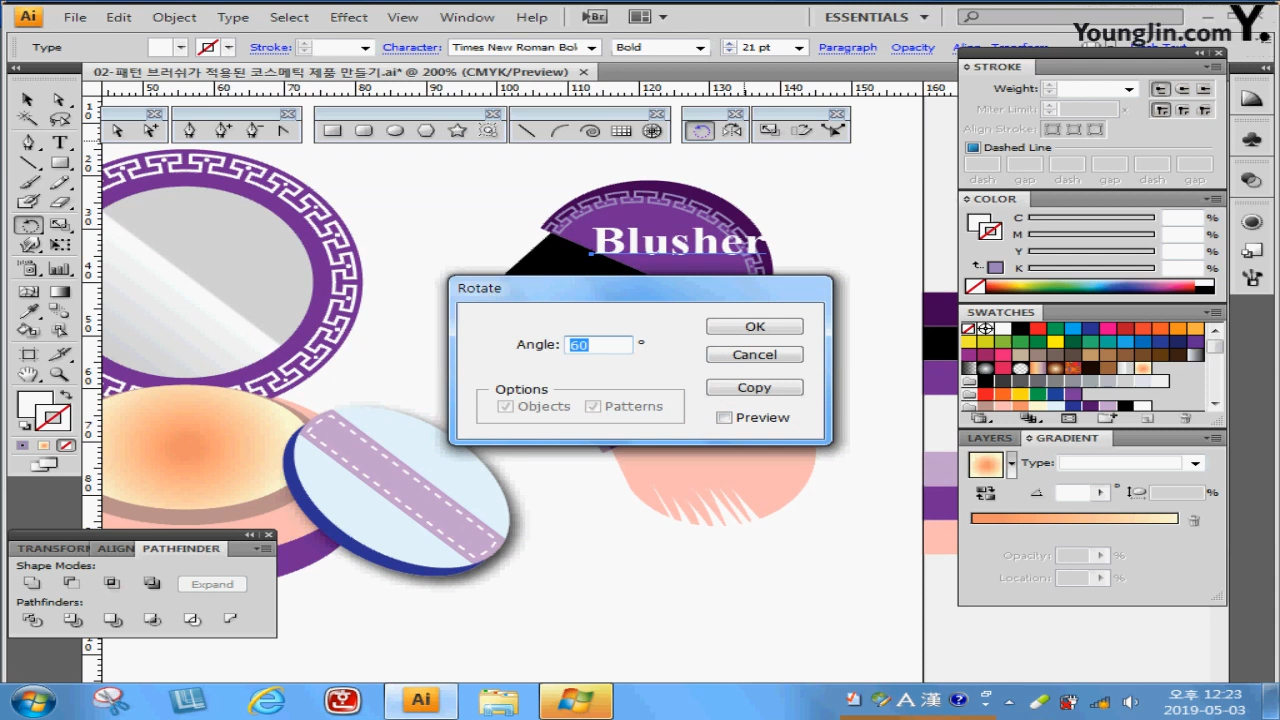 Ai File Edit Object Type Select Effect View Window Help Br ESSENTIALS
YoungJin.com Y.
Type Stroke: Character: Times New Roman Bol Bold 21 pt Paragraph Opacity
02-패턴 브러쉬가 적용된 코스메틱 제품 만들기.ai* @ 200% (CMYK/Preview)
50 60 70 80 90 100 110 120 130 140 150 160
STROKE
Weight:
Miter Limit: x
Align Stroke:
Dashed Line
dash gap dash gap dash gap
COLOR
C %
M %
Y %
K %
SWATCHES
LAYERS GRADIENT
Type:
° %
Opacity: %
Location: %
Blusher
Rotate
Angle: 60 °
OK
Cancel
Copy
Preview
Options
Objects Patterns
TRANSFORM ALIGN PATHFINDER
Shape Modes:
Expand
Pathfinders:
Ai A 漢 ?
오후 12:23
2019-05-03